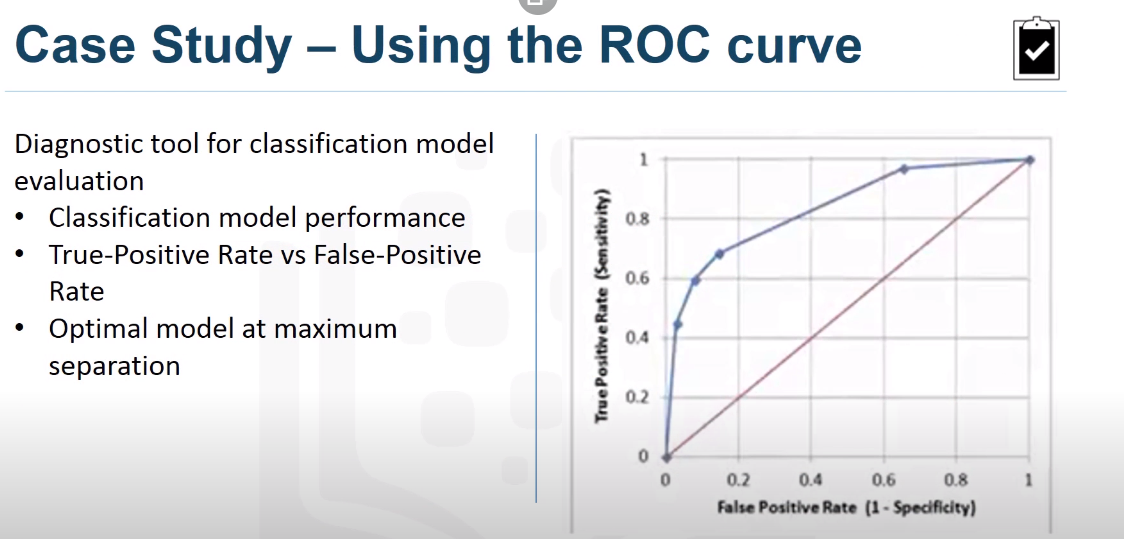 Case Study – Using the ROC curve
Diagnostic tool for classification model
evaluation
• Classification model performance
• True-Positive Rate vs False-Positive
Rate
• Optimal model at maximum
separation
True Positive Rate (Sensitivity)
1
0.8
0.6
0.4
0.2
0
0 0.2 0.4 0.6 0.8 1
False Positive Rate (1 - Specificity)